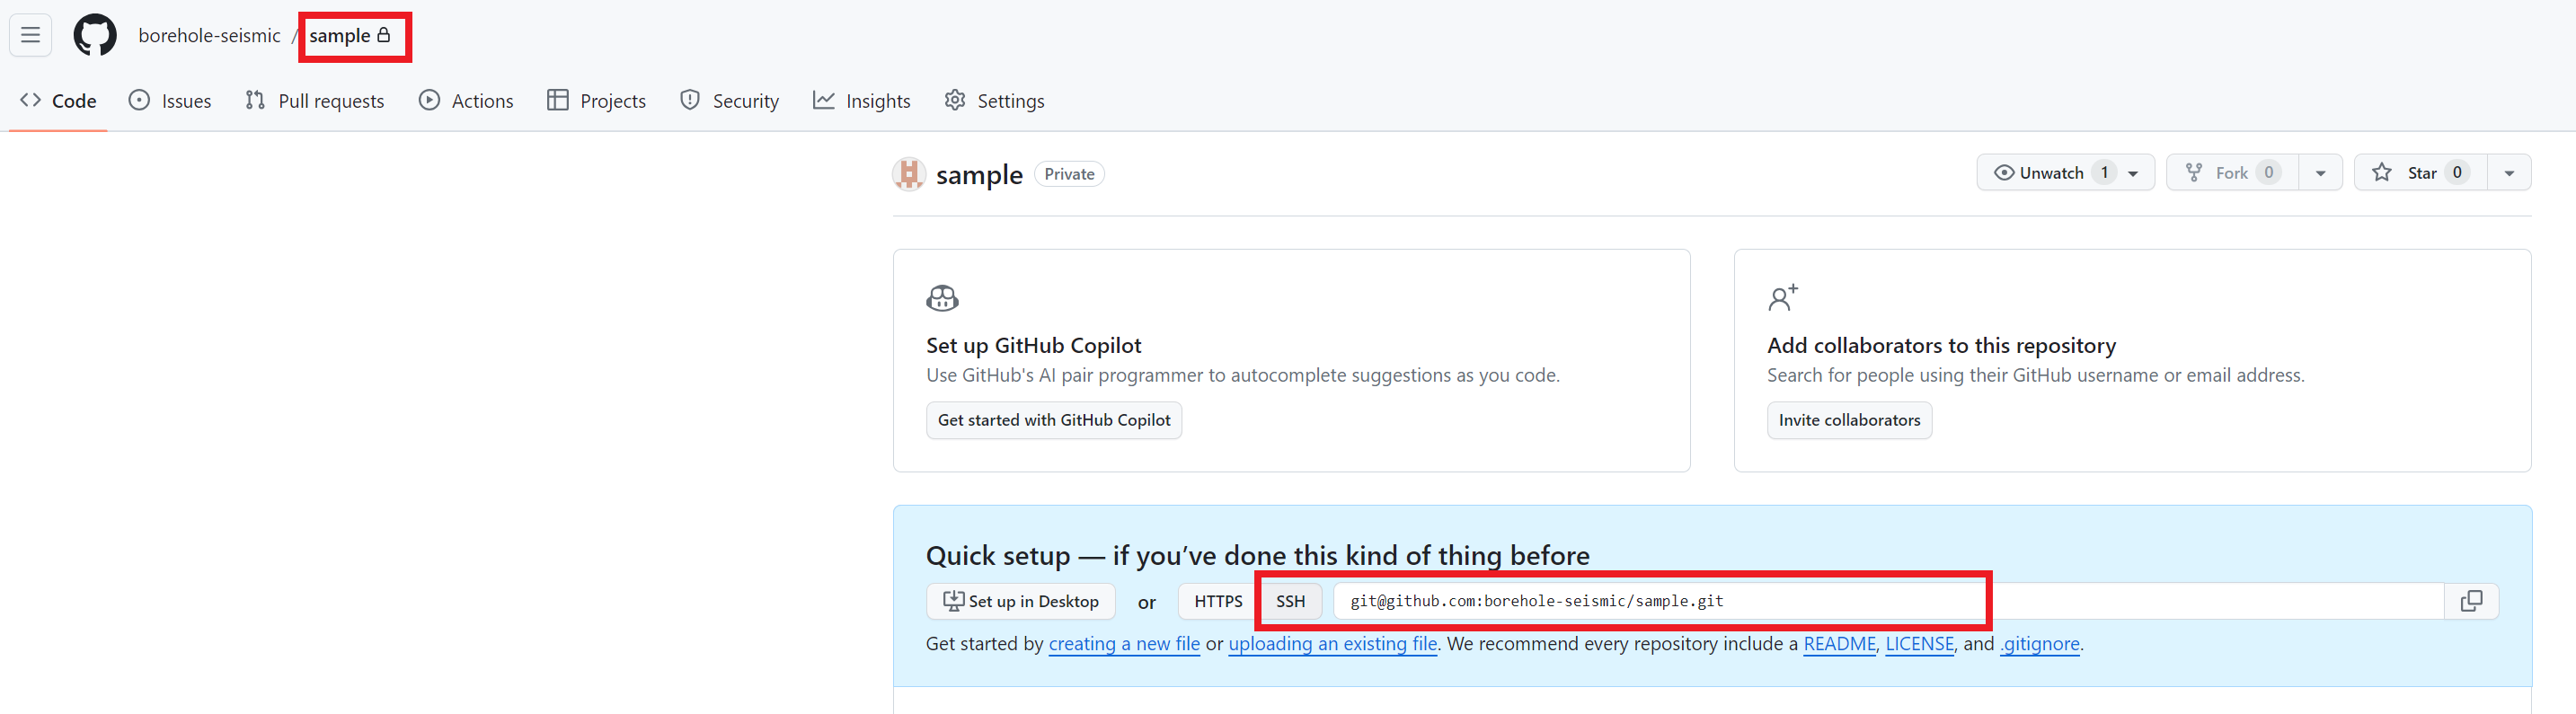 borehole-seismic / sample
Code Issues Pull requests Actions Projects Security Insights Settings
sample Private Unwatch 1 Fork 0 Star 0
Set up GitHub Copilot
Use GitHub's AI pair programmer to autocomplete suggestions as you code.
Get started with GitHub Copilot
Add collaborators to this repository
Search for people using their GitHub username or email address.
Invite collaborators
Quick setup — if you’ve done this kind of thing before
Set up in Desktop or HTTPS SSH git@github.com:borehole-seismic/sample.git
Get started by creating a new file or uploading an existing file. We recommend every repository include a README, LICENSE, and .gitignore.